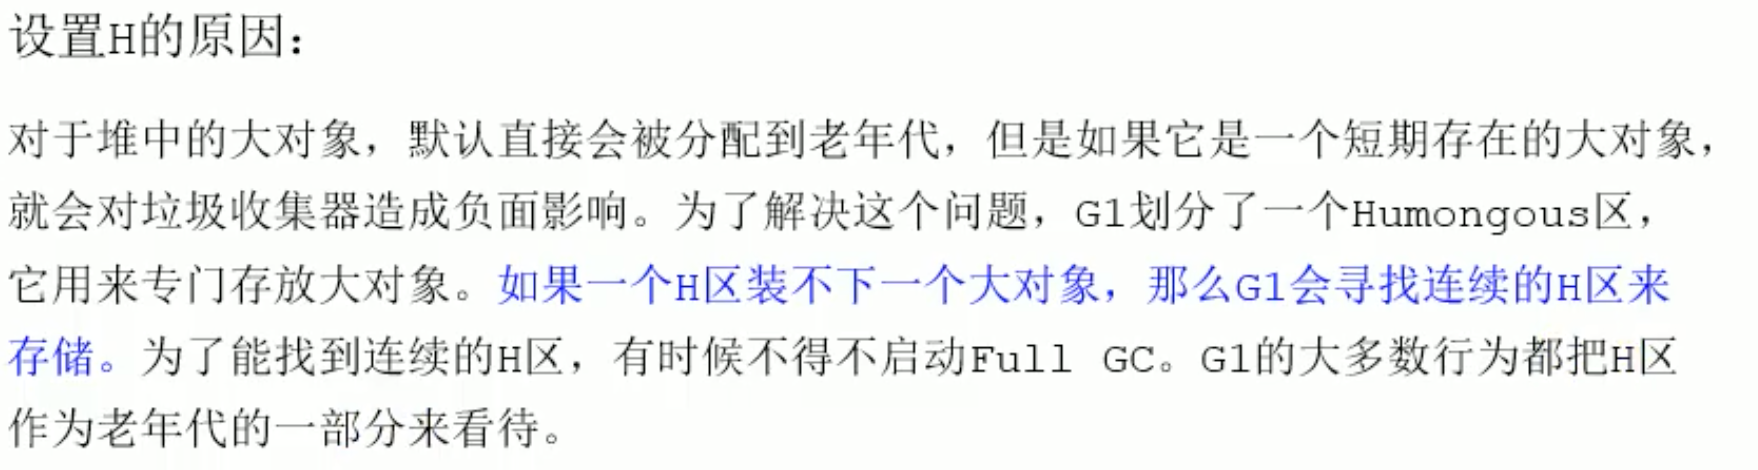 设置H的原因：
对于堆中的大对象，默认直接会被分配到老年代，但是如果它是一个短期存在的大对象，
就会对垃圾收集器造成负面影响。为了解决这个问题，G1划分了一个Humongous区，
它用来专门存放大对象。如果一个H区装不下一个大对象，那么G1会寻找连续的H区来
存储。为了能找到连续的H区，有时候不得不启动Full GC。G1的大多数行为都把H区
作为老年代的一部分来看待。